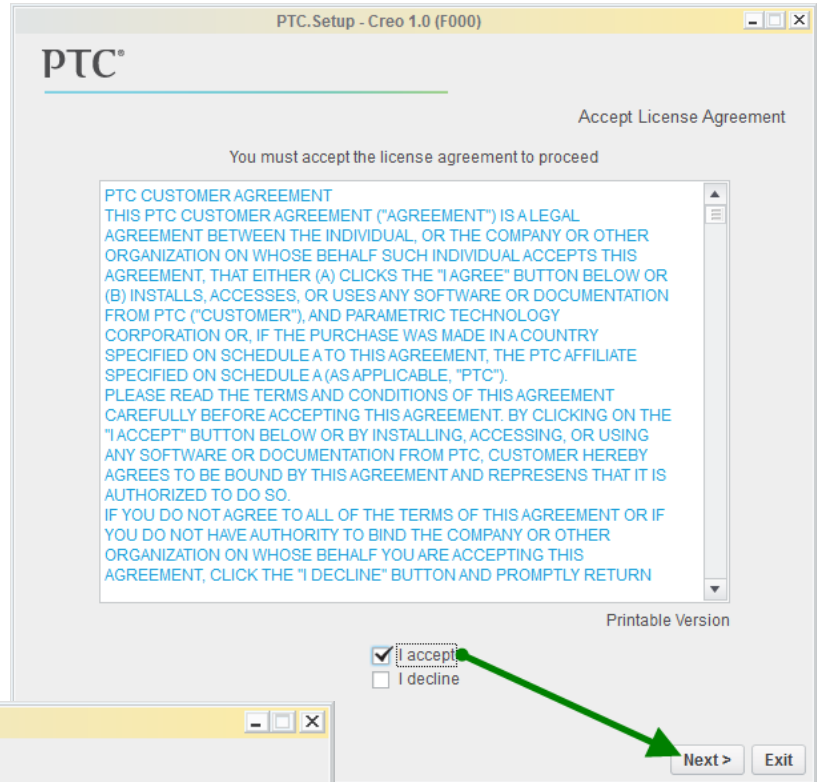 PTC.Setup - Creo 1.0 (F000)
PTC®
Accept License Agreement
You must accept the license agreement to proceed
PTC CUSTOMER AGREEMENT
THIS PTC CUSTOMER AGREEMENT ("AGREEMENT") IS A LEGAL
AGREEMENT BETWEEN THE INDIVIDUAL, OR THE COMPANY OR OTHER
ORGANIZATION ON WHOSE BEHALF SUCH INDIVIDUAL ACCEPTS THIS
AGREEMENT, THAT EITHER (A) CLICKS THE "I AGREE" BUTTON BELOW OR
(B) INSTALLS, ACCESSES, OR USES ANY SOFTWARE OR DOCUMENTATION
FROM PTC ("CUSTOMER"), AND PARAMETRIC TECHNOLOGY
CORPORATION OR, IF THE PURCHASE WAS MADE IN A COUNTRY
SPECIFIED ON SCHEDULE A TO THIS AGREEMENT, THE PTC AFFILIATE
SPECIFIED ON SCHEDULE A (AS APPLICABLE, "PTC").
PLEASE READ THE TERMS AND CONDITIONS OF THIS AGREEMENT
CAREFULLY BEFORE ACCEPTING THIS AGREEMENT. BY CLICKING ON THE
"I ACCEPT" BUTTON BELOW OR BY INSTALLING, ACCESSING, OR USING
ANY SOFTWARE OR DOCUMENTATION FROM PTC, CUSTOMER HEREBY
AGREES TO BE BOUND BY THIS AGREEMENT AND REPRESENS THAT IT IS
AUTHORIZED TO DO SO.
IF YOU DO NOT AGREE TO ALL OF THE TERMS OF THIS AGREEMENT OR IF
YOU DO NOT HAVE AUTHORITY TO BIND THE COMPANY OR OTHER
ORGANIZATION ON WHOSE BEHALF YOU ARE ACCEPTING THIS
AGREEMENT, CLICK THE "I DECLINE" BUTTON AND PROMPTLY RETURN
Printable Version
I accept
I decline
Next > Exit